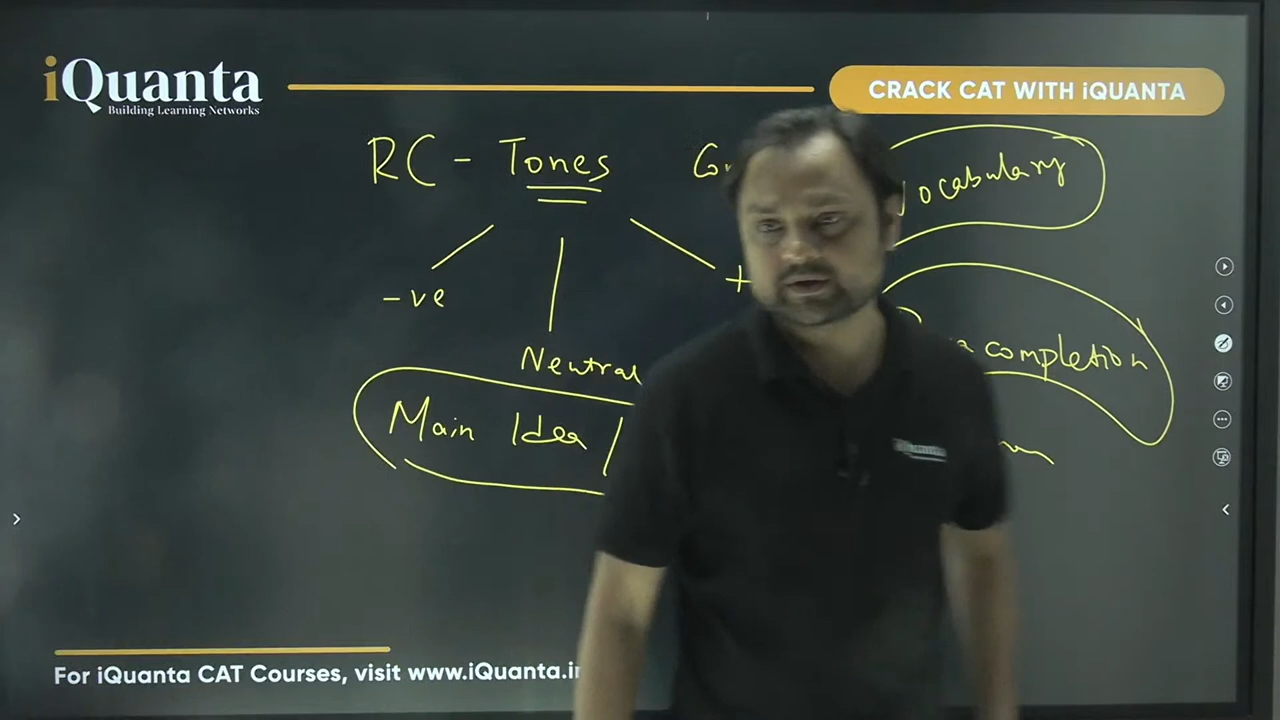 iQuanta
Building Learning Networks
CRACK CAT WITH iQUANTA
RC - Tones
Vocabulary
-ve
+
Neutral
completion
Main Idea /
iQuanta
For iQuanta CAT Courses, visit www.iQuanta.in